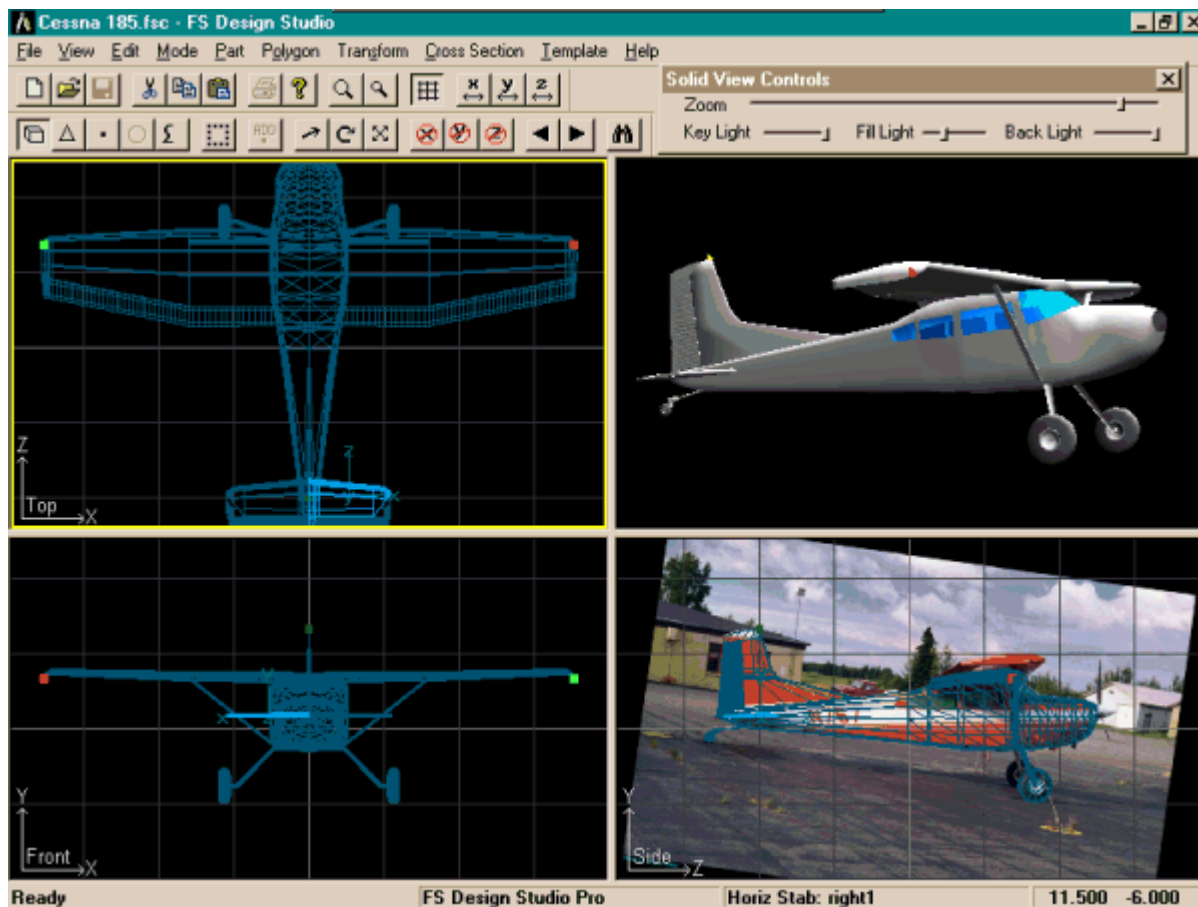 Cessna 185.fsc - FS Design Studio
File View Edit Mode Part Polygon Transform Cross Section Template Help
Solid View Controls
Zoom
Key Light Fill Light Back Light
x y z
ADD
x y z
Z
Top
X
Z
X
Y
Front
X
Y
Side
Z
Ready FS Design Studio Pro Horiz Stab: right1 11.500 -6.000